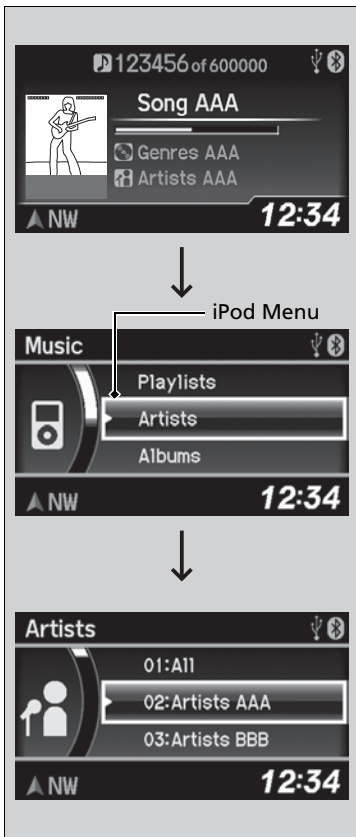 123456 of 600000
Song AAA
Genres AAA
Artists AAA
NW 12:34
iPod Menu
Music
Playlists
Artists
Albums
NW 12:34
Artists
01:All
02:Artists AAA
03:Artists BBB
NW 12:34